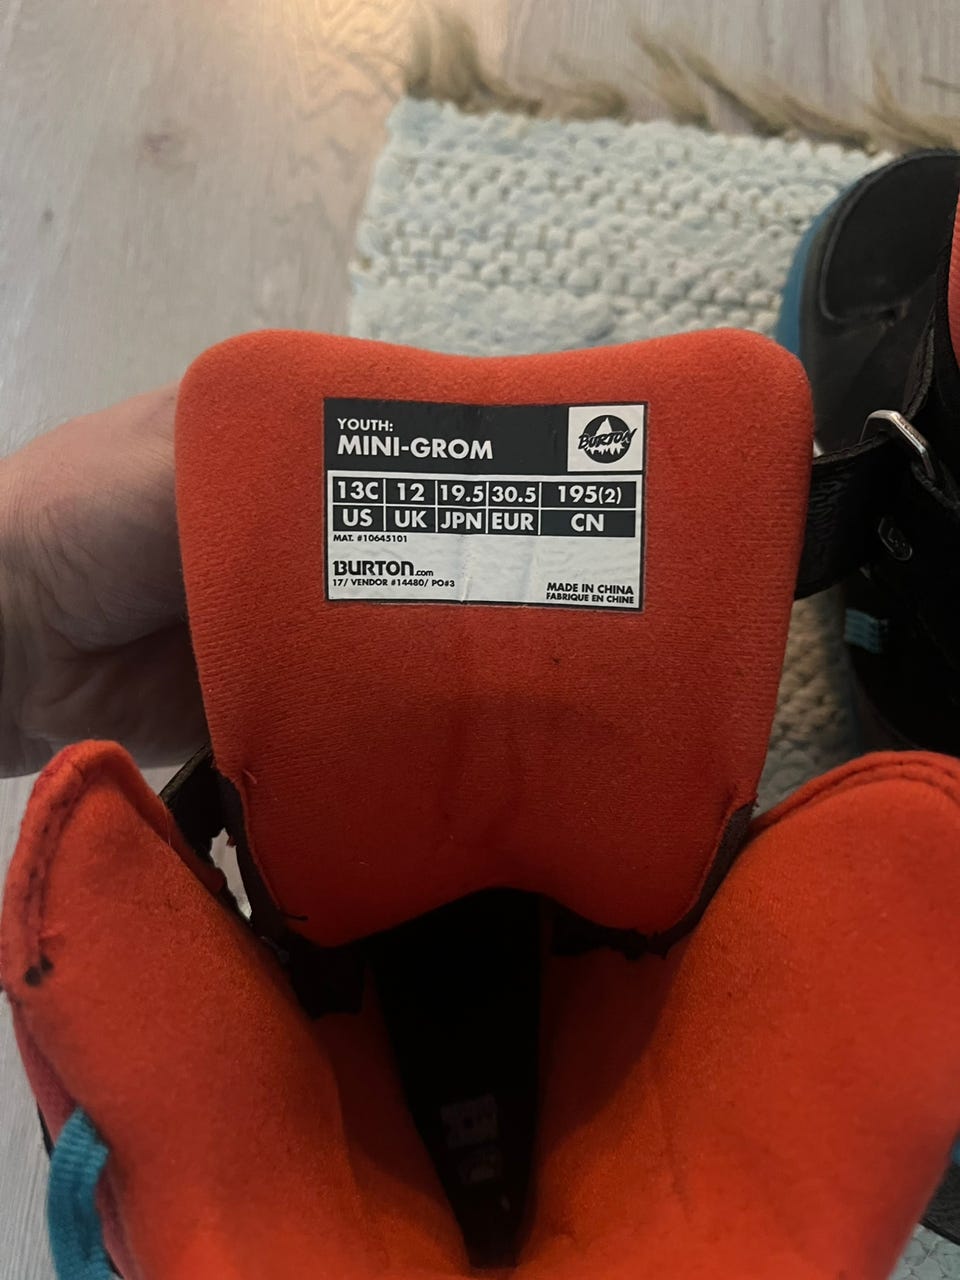 YOUTH:
MINI-GROM
BURTON
13C 12 19.5 30.5 195(2)
US UK JPN EUR CN
MAT. #10645101
BURTON.com
17/ VENDOR #14480/ PO#3
MADE IN CHINA
FABRIQUE EN CHINE